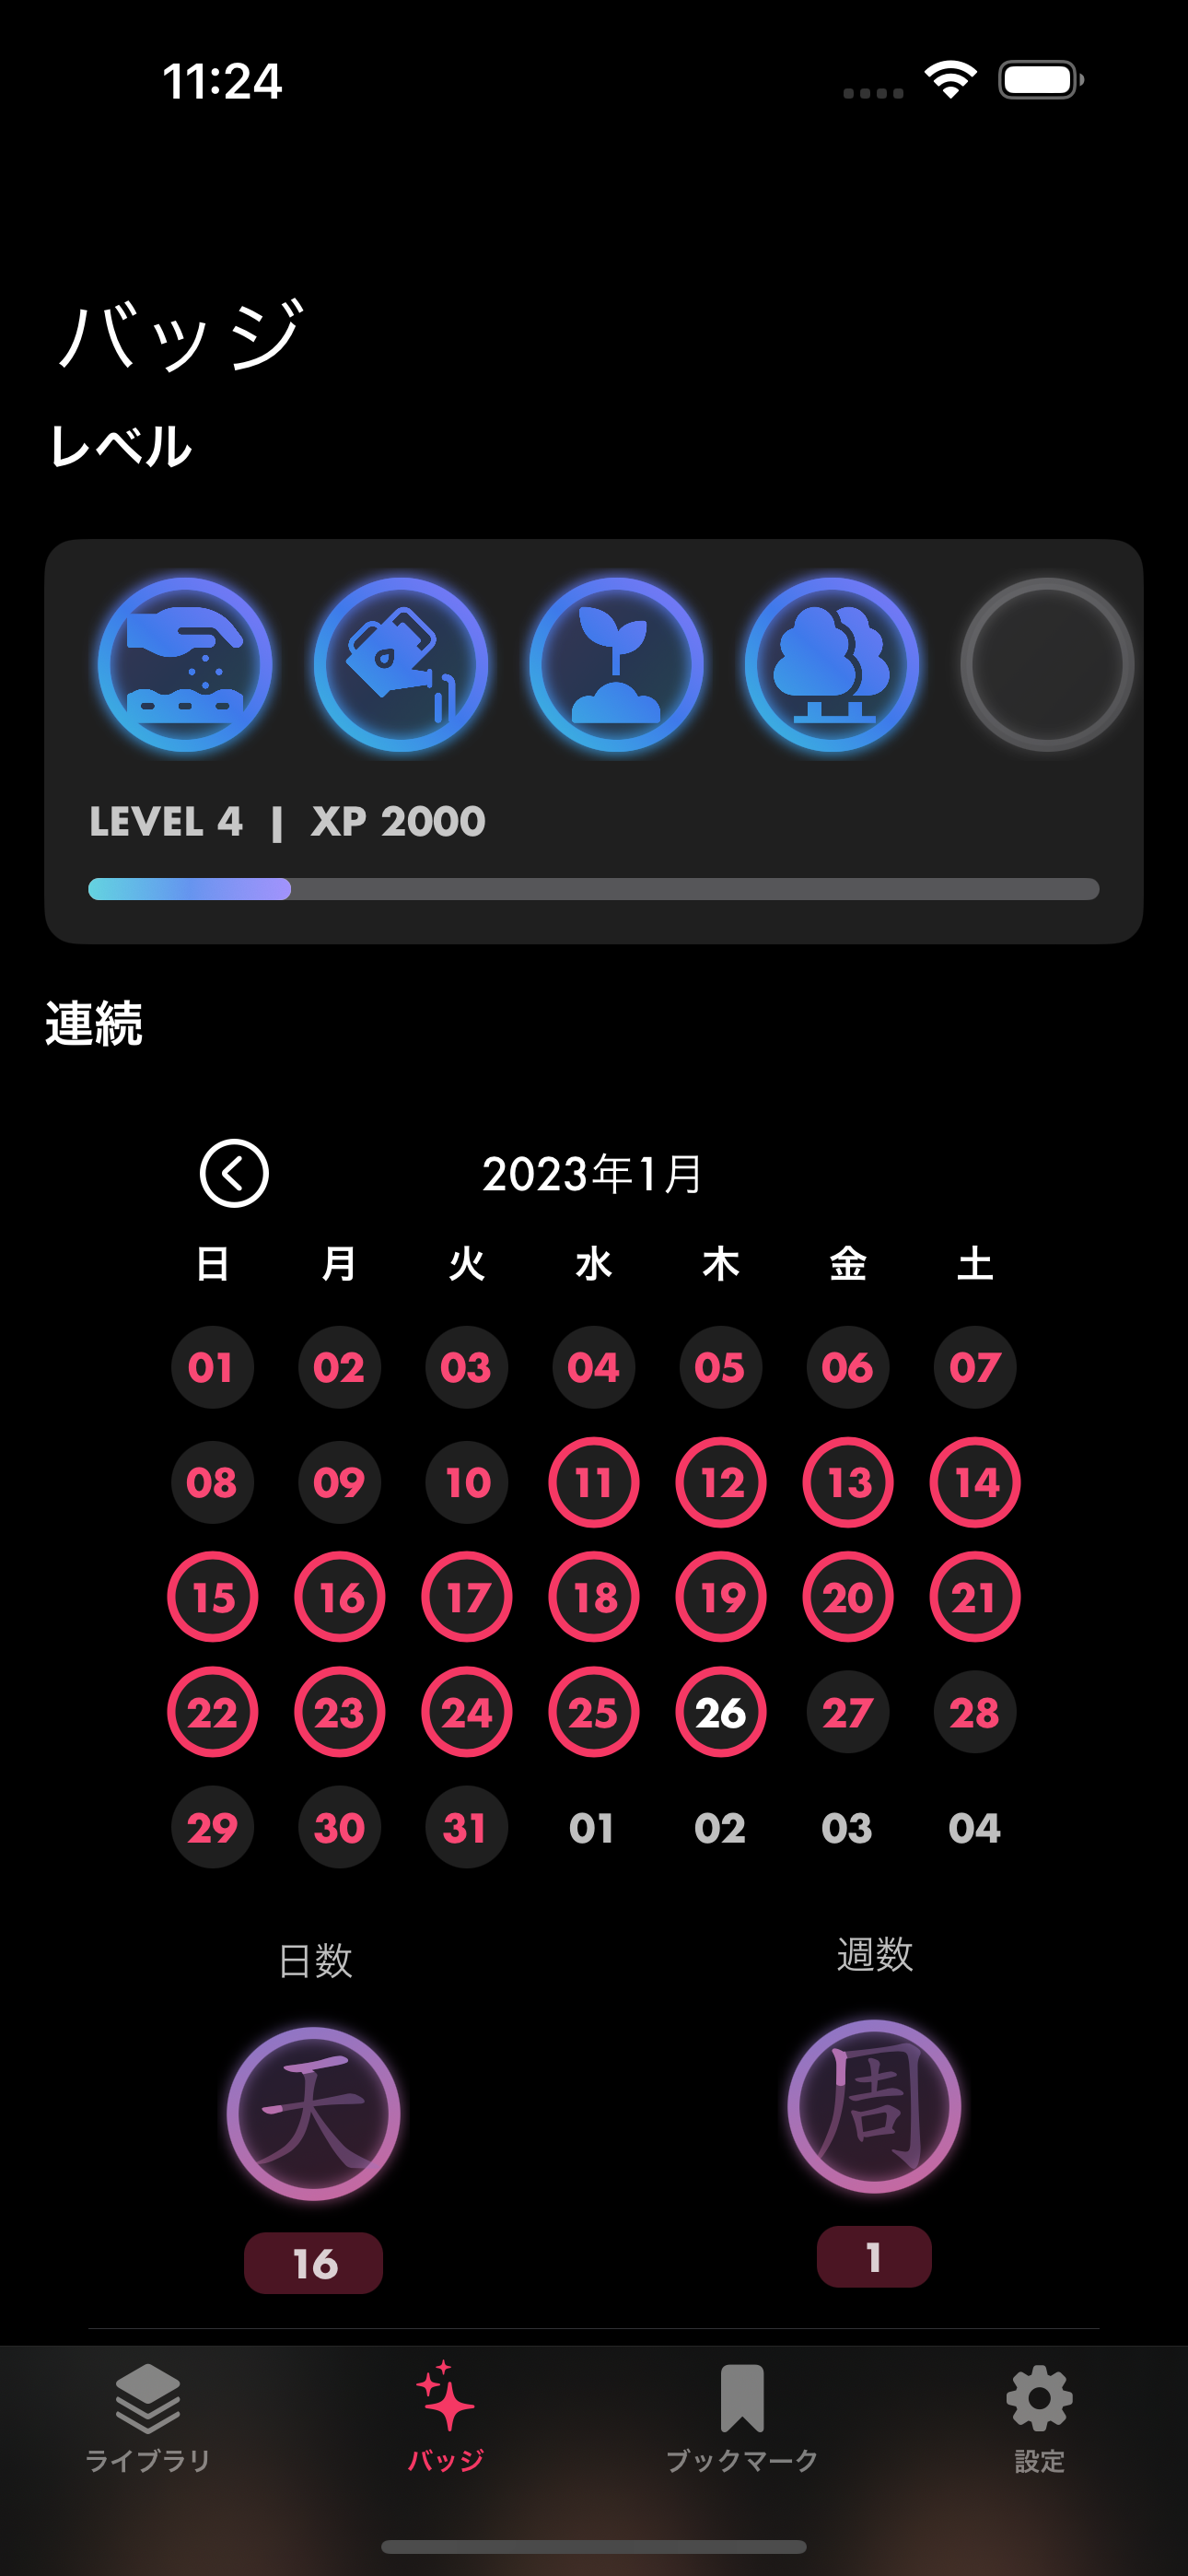 11:24
バッジ
レベル
LEVEL 4 | XP 2000
連続
2023年1月
日 月 火 水 木 金 土
01 02 03 04 05 06 07
08 09 10 11 12 13 14
15 16 17 18 19 20 21
22 23 24 25 26 27 28
29 30 31 01 02 03 04
日数 週数
天 周
16 1
ライブラリ バッジ ブックマーク 設定